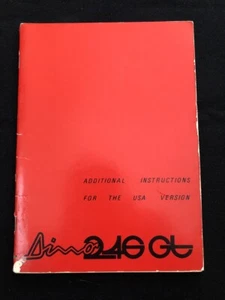 ADDITIONAL INSTRUCTIONS
FOR THE USA VERSION
Dino 246 GT